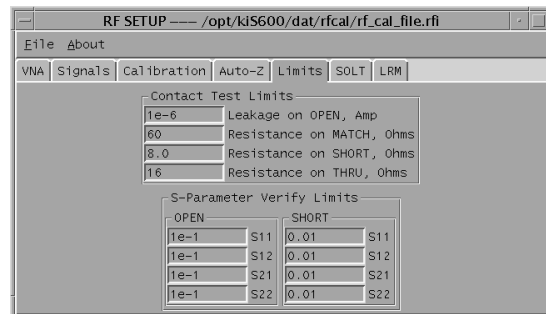 RF SETUP --- /opt/kiS600/dat/rfcal/rf_cal_file.rfi
File About
VNA Signals Calibration Auto-Z Limits SOLT LRM
Contact Test Limits
1e-6 Leakage on OPEN, Amp
60 Resistance on MATCH, Ohms
8.0 Resistance on SHORT, Ohms
16 Resistance on THRU, Ohms
S-Parameter Verify Limits
OPEN SHORT
1e-1 S11 0.01 S11
1e-1 S12 0.01 S12
1e-1 S21 0.01 S21
1e-1 S22 0.01 S22